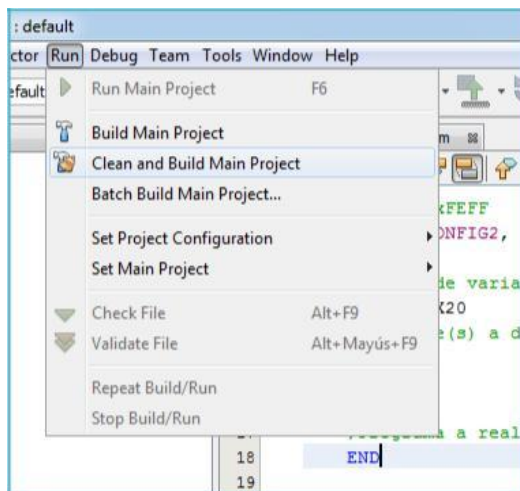 : default
ctor Run Debug Team Tools Window Help
efault
Run Main Project F6
Build Main Project
Clean and Build Main Project
Batch Build Main Project...
Set Project Configuration
Set Main Project
Check File Alt+F9
Validate File Alt+Mayús+F9
Repeat Build/Run
Stop Build/Run
m
xFEFF
ONFIG2,
de varia
X20
e(s) a d
a real
18 END
19